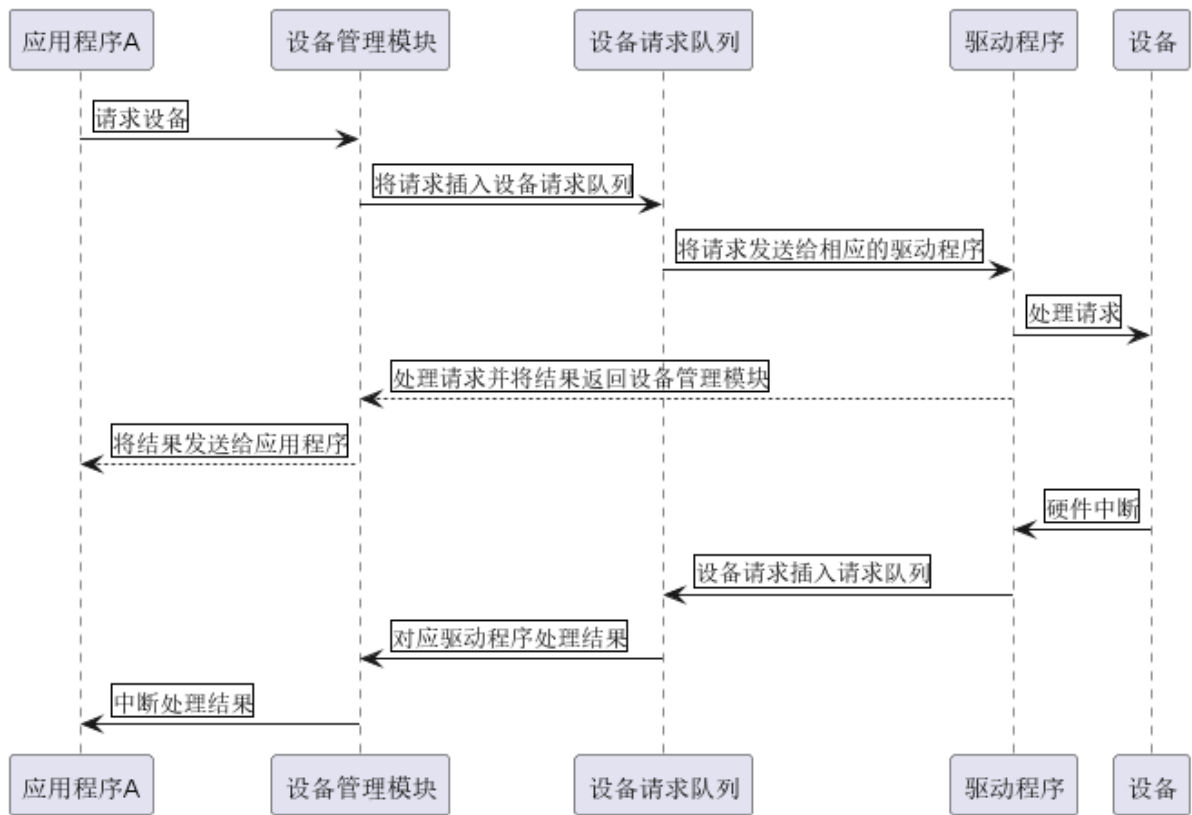 应用程序A
设备管理模块
设备请求队列
驱动程序
设备
请求设备
将请求插入设备请求队列
将请求发送给相应的驱动程序
处理请求
处理请求并将结果返回设备管理模块
将结果发送给应用程序
硬件中断
设备请求插入请求队列
对应驱动程序处理结果
中断处理结果
应用程序A
设备管理模块
设备请求队列
驱动程序
设备